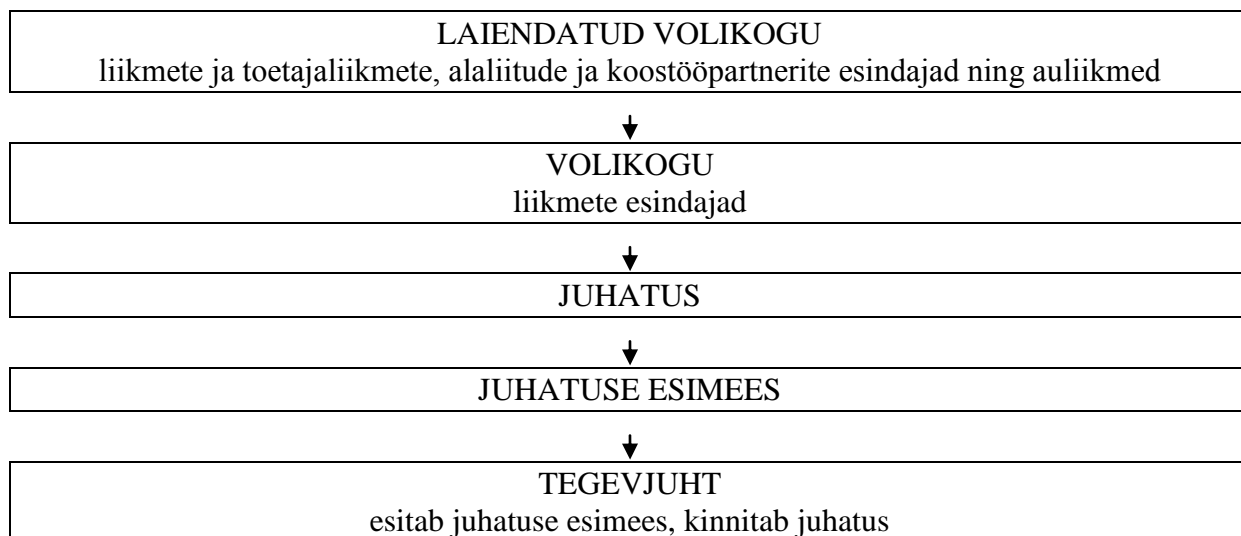 LAIENDATUD VOLIKOGU
liikmete ja toetajaliikmete, alaliitude ja koostööpartnerite esindajad ning auliikmed
VOLIKOGU
liikmete esindajad
JUHATUS
JUHATUSE ESIMEES
TEGEVJUHT
esitab juhatuse esimees, kinnitab juhatus